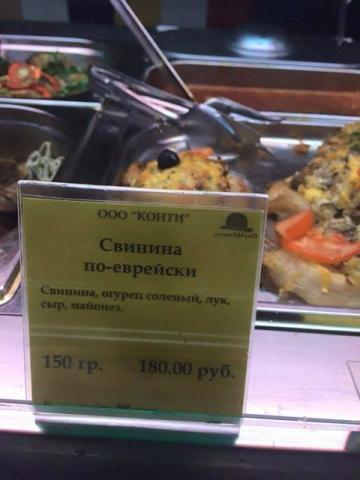 ООО "КОНТИ"
Свинина
по-еврейски
Свинина, огурец соленый, лук,
сыр, майонез.
150 гр. 180.00 руб.